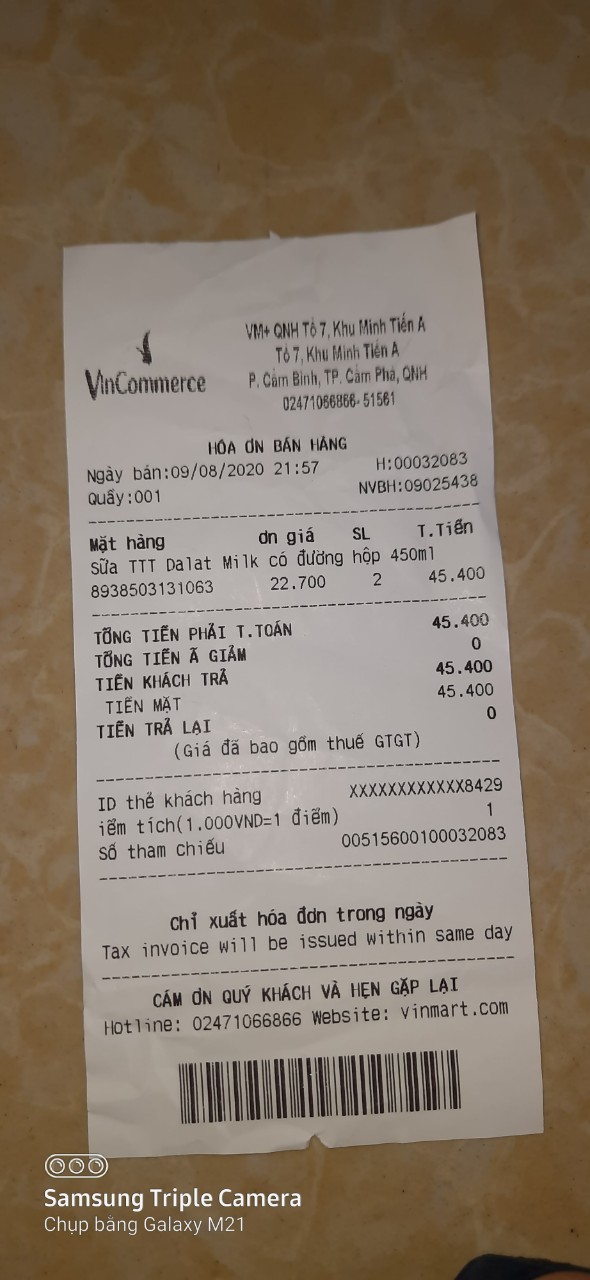 VinCommerce
VM+ QNH Tổ 7, Khu Minh Tiến A
Tổ 7, Khu Minh Tiến A
P. Cẩm Bình, TP. Cẩm Phả, QNH
02471066866-51561
HÓA ƠN BÁN HÀNG
Ngày bán:09/08/2020 21:57 H:00032083
Quầy:001 NVBH:09025438
Mặt hàng ơn giá SL T.Tiền
Sữa TTT Dalat Milk có đường hộp 450ml
8938503131063 22.700 2 45.400
TỔNG TIỀN PHẢI T.TOÁN 45.400
TỔNG TIỀN Ã GIẢM 0
TIỀN KHÁCH TRẢ 45.400
TIỀN MẶT 45.400
TIỀN TRẢ LẠI 0
(Giá đã bao gồm thuế GTGT)
ID thẻ khách hàng XXXXXXXXXXXX8429
iểm tích(1.000VND=1 điểm) 1
Số tham chiếu 00515600100032083
Chỉ xuất hóa đơn trong ngày
Tax invoice will be issued within same day
CẢM ƠN QUÝ KHÁCH VÀ HẸN GẶP LẠI
Hotline: 02471066866 Website: vinmart.com
Samsung Triple Camera
Chụp bằng Galaxy M21